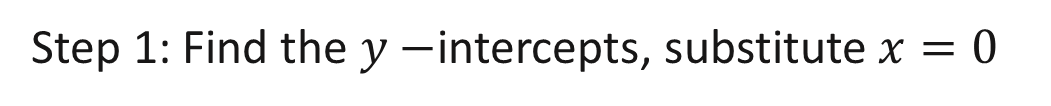 Step 1: Find the y −intercepts, substitute x = 0